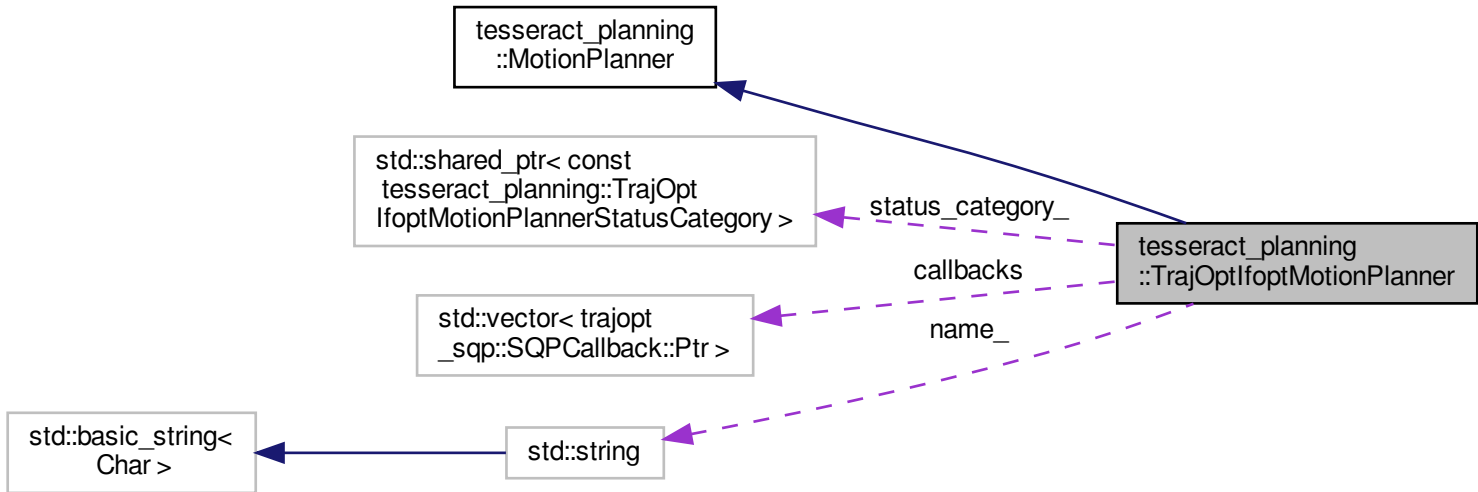 tesseract_planning
::MotionPlanner
std::shared_ptr< const
tesseract_planning::TrajOpt
IfoptMotionPlannerStatusCategory >
status_category_
tesseract_planning
::TrajOptIfoptMotionPlanner
callbacks
std::vector< trajopt
_sqp::SQPCallback::Ptr >
name_
std::basic_string<
Char >
std::string